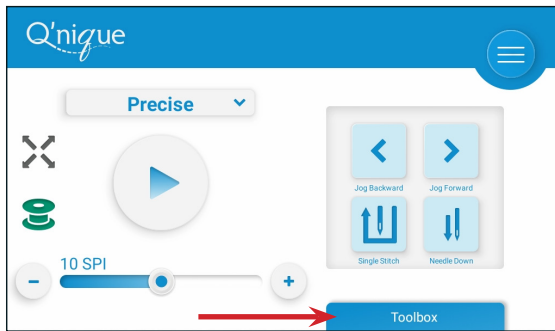 Q'nique
Precise
Jog Backward
Jog Forward
10 SPI
Single Stitch
Needle Down
Toolbox